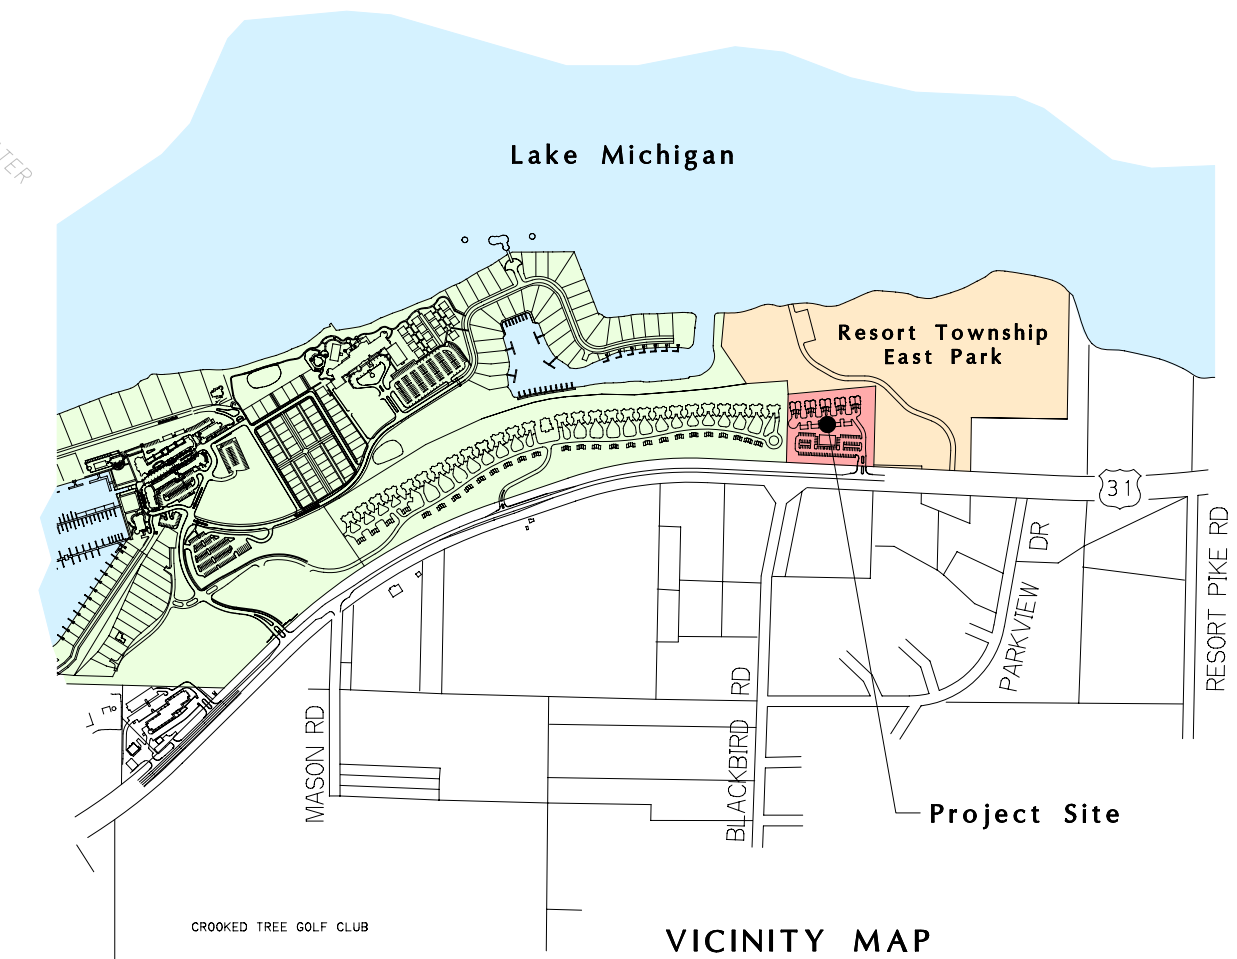 Lake Michigan
Resort Township
East Park
31
PARKVIEW DR
RESORT PIKE RD
MASON RD
BLACKBIRD RD
Project Site
CROOKED TREE GOLF CLUB
VICINITY MAP